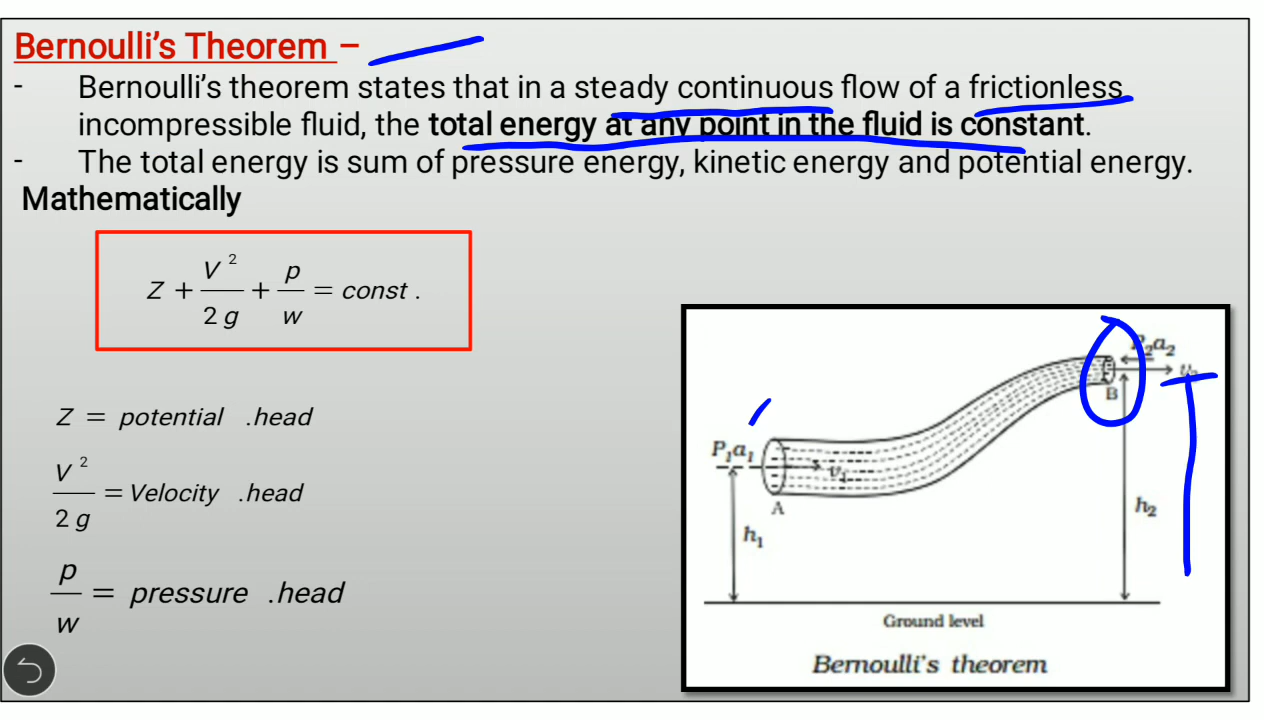 Bernoulli's Theorem –
- Bernoulli's theorem states that in a steady continuous flow of a frictionless
incompressible fluid, the total energy at any point in the fluid is constant.
- The total energy is sum of pressure energy, kinetic energy and potential energy.
Mathematically
Z + V²/2g + p/w = const .
Z = potential .head
V²/2g = Velocity .head
p/w = pressure .head
P₂a₂
v₂
B
P₁a₁
v₁
A
h₂
h₁
Ground level
Bernoulli's theorem